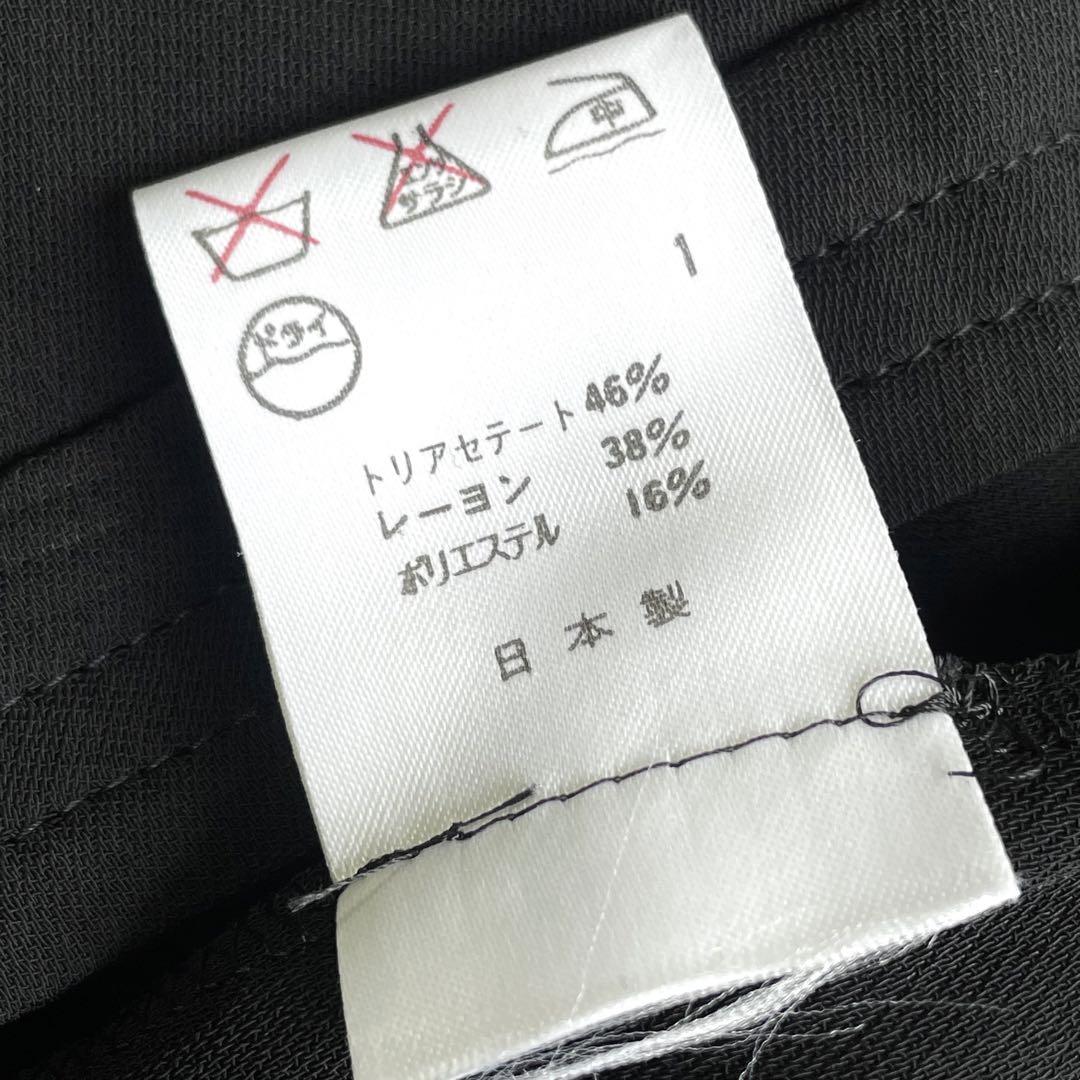 エンソ
サラシ
中
1
ドライ
トリアセテート 46%
レーヨン 38%
ポリエステル 16%
日本製